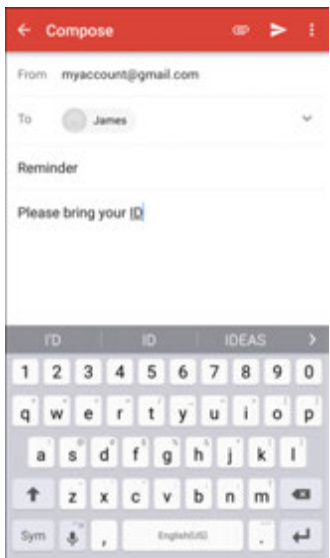 Compose
From myaccount@gmail.com
To James
Reminder
Please bring your ID
I'D ID IDEAS
1 2 3 4 5 6 7 8 9 0
q w e r t y u i o p
a s d f g h j k l
z x c v b n m
Sym , English(US) .